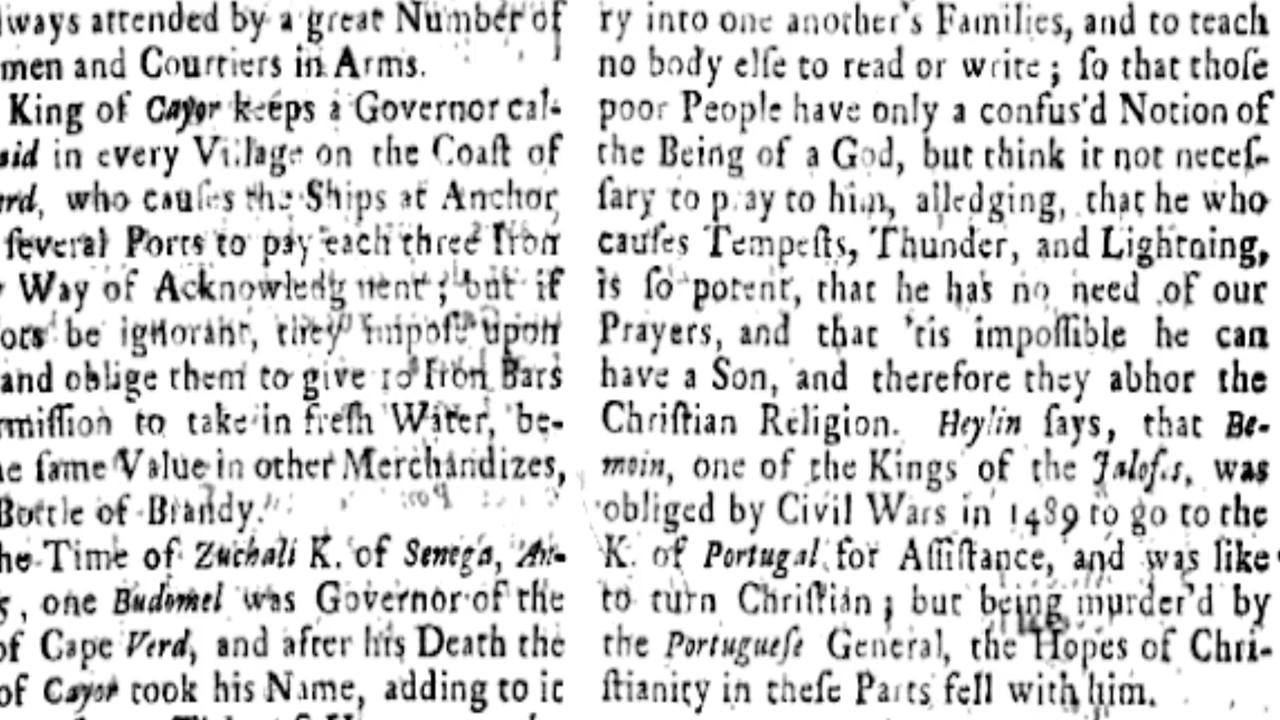 lways attended by a great Number of
men and Courtiers in Arms.
King of Cayor keeps a Governor cal-
aid in every Village on the Coaſt of
erd, who cauſes the Ships at Anchor
ſeveral Ports to pay each three Iron
Way of Acknowledgment; but if
ors be ignorant, they impoſe upon
and oblige them to give 10 Iron Bars
rmiſſion to take in freſh Water, be-
he ſame Value in other Merchandizes,
Bottle of Brandy.
he Time of Zuchali K. of Senega, An-
s, one Budomel was Governor of the
of Cape Verd, and after his Death the
of Cayor took his Name, adding to it
ry into one another's Families, and to teach
no body elſe to read or write; ſo that thoſe
poor People have only a confus'd Notion of
the Being of a God, but think it not neceſ-
ſary to pray to him, alledging, that he who
cauſes Tempeſts, Thunder, and Lightning,
is ſo potent, that he has no need of our
Prayers, and that 'tis impoſſible he can
have a Son, and therefore they abhor the
Chriſtian Religion. Heylin ſays, that Be-
moin, one of the Kings of the Jalofes, was
obliged by Civil Wars in 1489 to go to the
K. of Portugal for Aſſiſtance, and was like
to turn Chriſtian; but being murder'd by
the Portugueſe General, the Hopes of Chri-
ſtianity in theſe Parts fell with him.